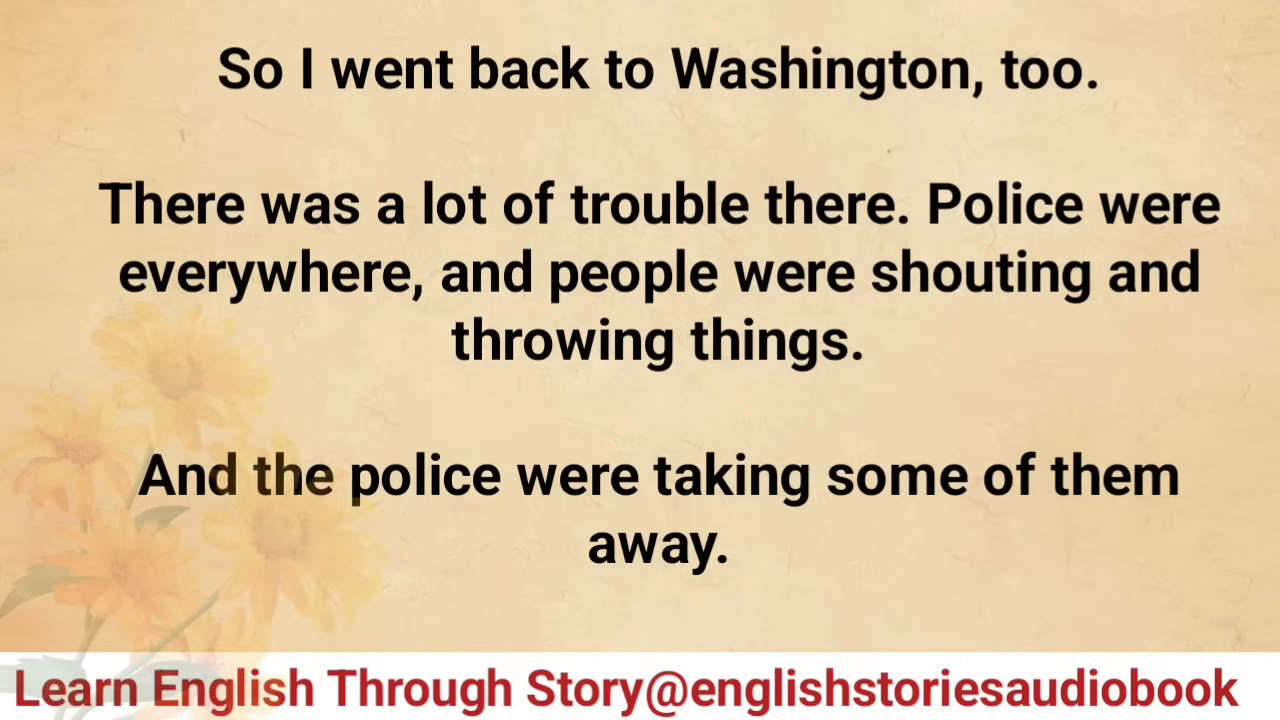 So I went back to Washington, too.
There was a lot of trouble there. Police were
everywhere, and people were shouting and
throwing things.
And the police were taking some of them
away.
Learn English Through Story@englishstoriesaudiobook